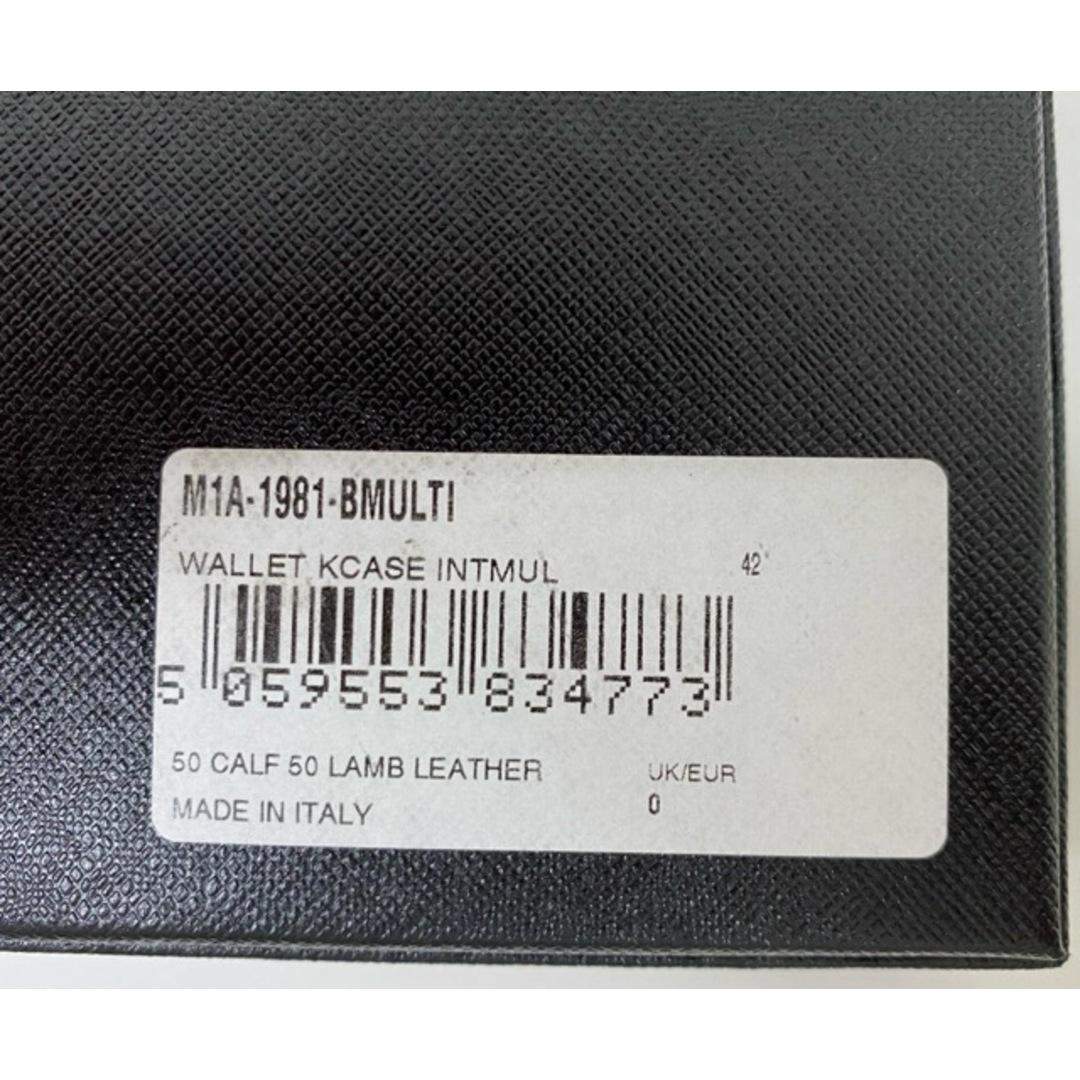 M1A-1981-BMULTI
WALLET KCASE INTMUL 42
5 059553 834773
50 CALF 50 LAMB LEATHER UK/EUR
MADE IN ITALY 0